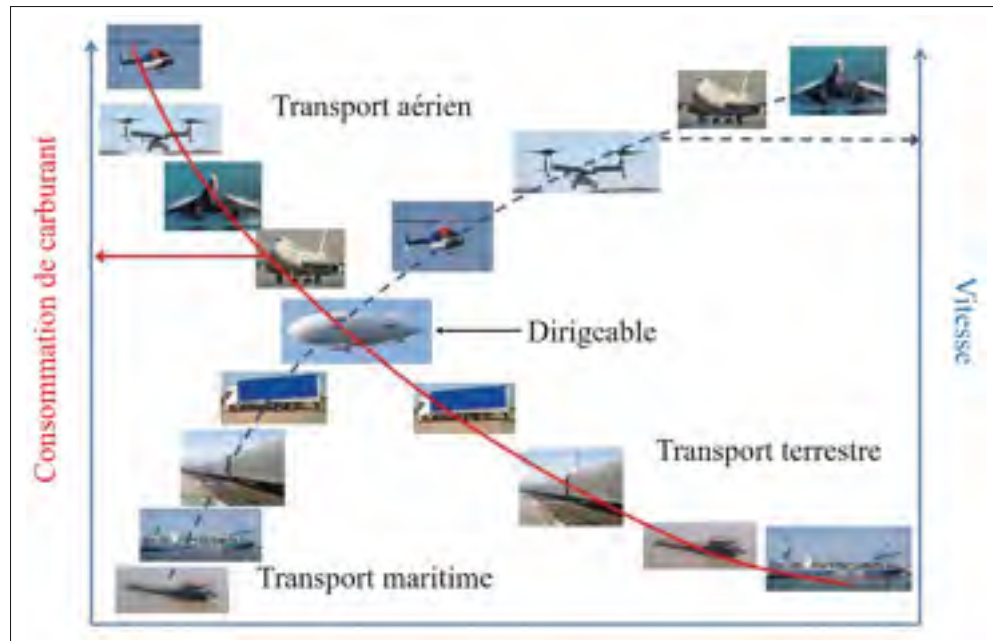 Transport aérien
Consommation de carburant
Vitesse
Dirigeable
Transport terrestre
Transport maritime